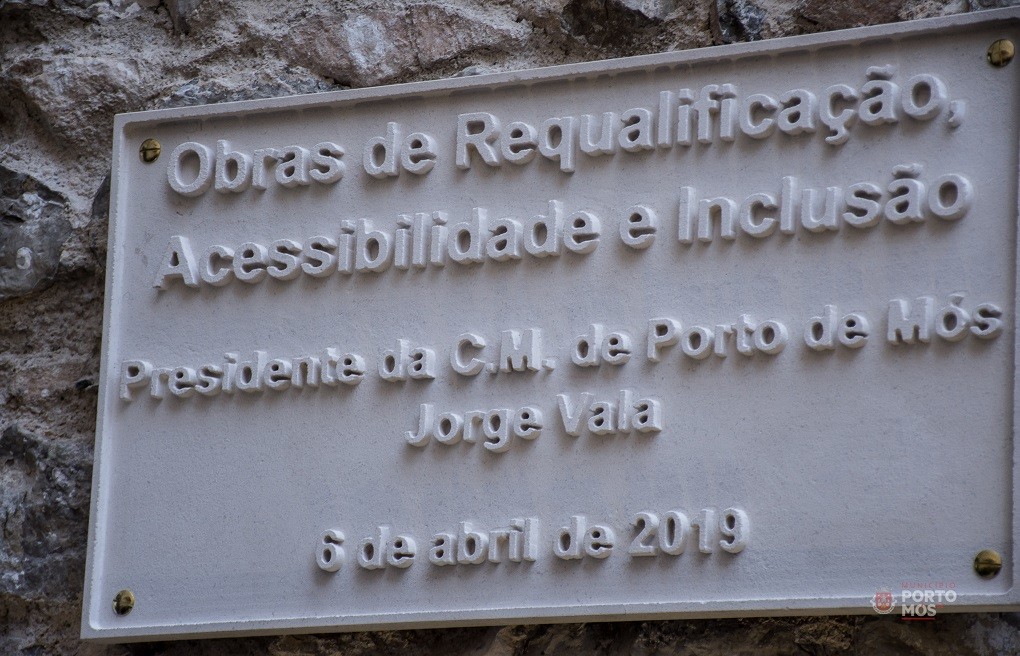 Obras de Requalificação,
Acessibilidade e Inclusão
Presidente da C.M. de Porto de Mós
Jorge Vala
6 de abril de 2019
MUNICÍPIO
PORTO
MÓS